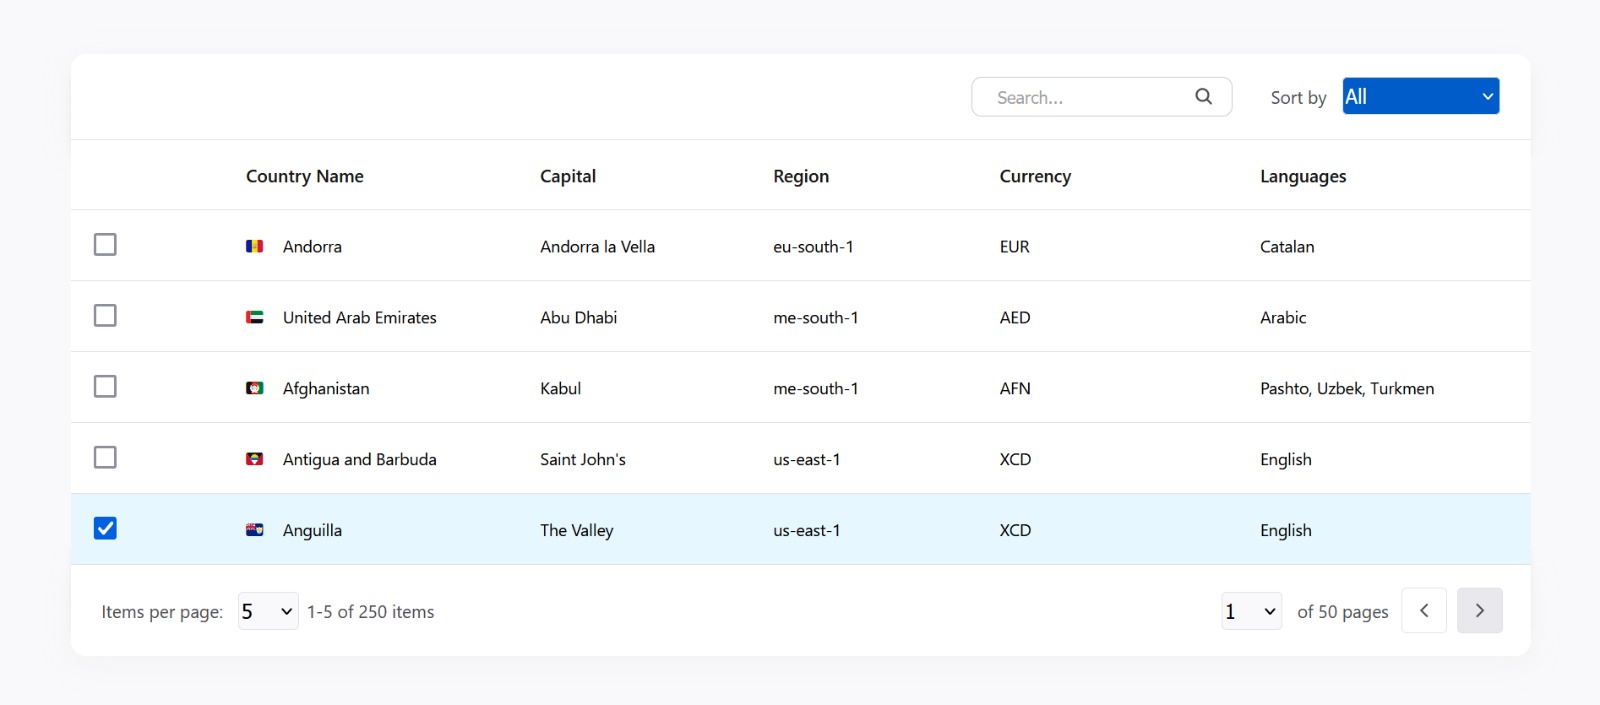 Search... Sort by All
Country Name Capital Region Currency Languages
Andorra Andorra la Vella eu-south-1 EUR Catalan
United Arab Emirates Abu Dhabi me-south-1 AED Arabic
Afghanistan Kabul me-south-1 AFN Pashto, Uzbek, Turkmen
Antigua and Barbuda Saint John's us-east-1 XCD English
Anguilla The Valley us-east-1 XCD English
Items per page: 5 1-5 of 250 items 1 of 50 pages